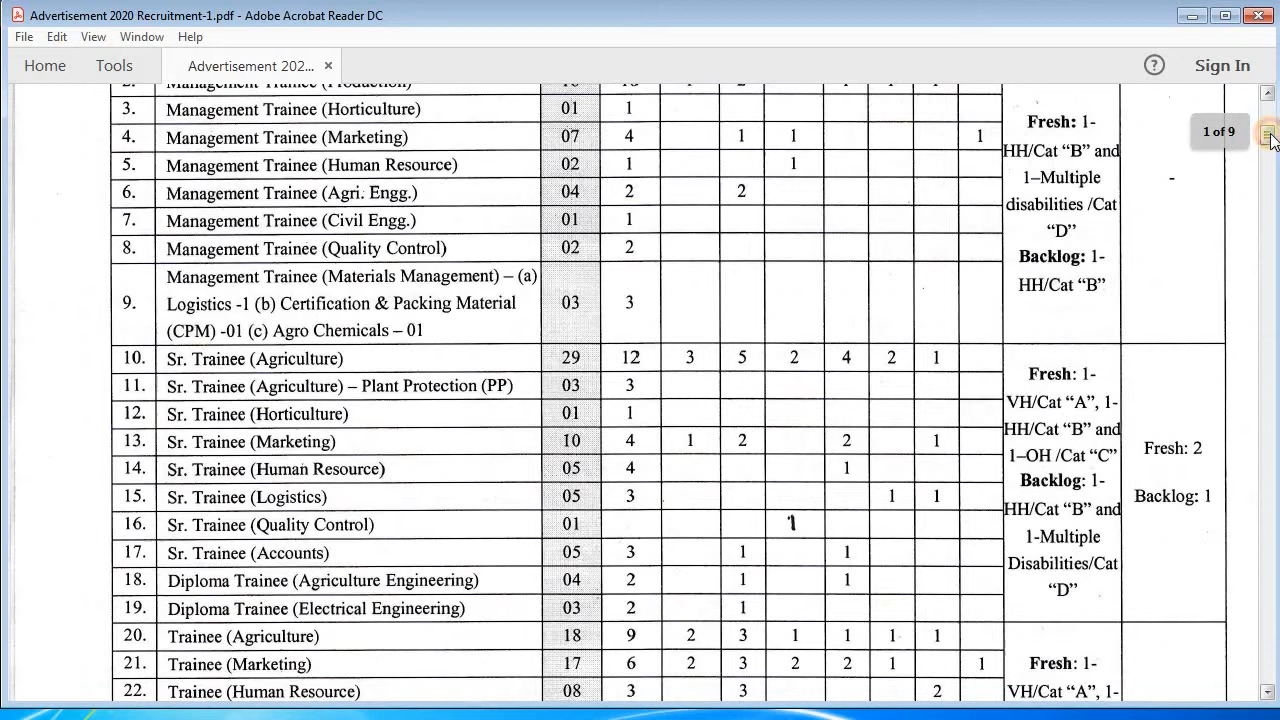 Advertisement 2020 Recruitment-1.pdf - Adobe Acrobat Reader DC
File Edit View Window Help
Home Tools Advertisement 202... × ? Sign In
2. Management Trainee (Production)
3. Management Trainee (Horticulture) 01 1
4. Management Trainee (Marketing) 07 4 1 1 1
5. Management Trainee (Human Resource) 02 1 1
6. Management Trainee (Agri. Engg.) 04 2 2
7. Management Trainee (Civil Engg.) 01 1
8. Management Trainee (Quality Control) 02 2
9. Management Trainee (Materials Management) – (a)
Logistics -1 (b) Certification & Packing Material
(CPM) -01 (c) Agro Chemicals – 01
03 3
Fresh: 1-
HH/Cat “B” and
1–Multiple
disabilities /Cat
“D”
Backlog: 1-
HH/Cat “B”
-
1 of 9
10. Sr. Trainee (Agriculture) 29 12 3 5 2 4 2 1
11. Sr. Trainee (Agriculture) – Plant Protection (PP) 03 3
12. Sr. Trainee (Horticulture) 01 1
13. Sr. Trainee (Marketing) 10 4 1 2 2 1
14. Sr. Trainee (Human Resource) 05 4 1
15. Sr. Trainee (Logistics) 05 3 1 1
16. Sr. Trainee (Quality Control) 01 1
17. Sr. Trainee (Accounts) 05 3 1 1
18. Diploma Trainee (Agriculture Engineering) 04 2 1 1
19. Diploma Trainee (Electrical Engineering) 03 2 1
Fresh: 1-
VH/Cat “A”, 1-
HH/Cat “B” and
1–OH /Cat “C”
Backlog: 1-
HH/Cat “B” and
1-Multiple
Disabilities/Cat
“D”
Fresh: 2
Backlog: 1
20. Trainee (Agriculture) 18 9 2 3 1 1 1 1
21. Trainee (Marketing) 17 6 2 3 2 2 1 1
22. Trainee (Human Resource) 08 3 3 2
Fresh: 1-
VH/Cat “A”, 1-